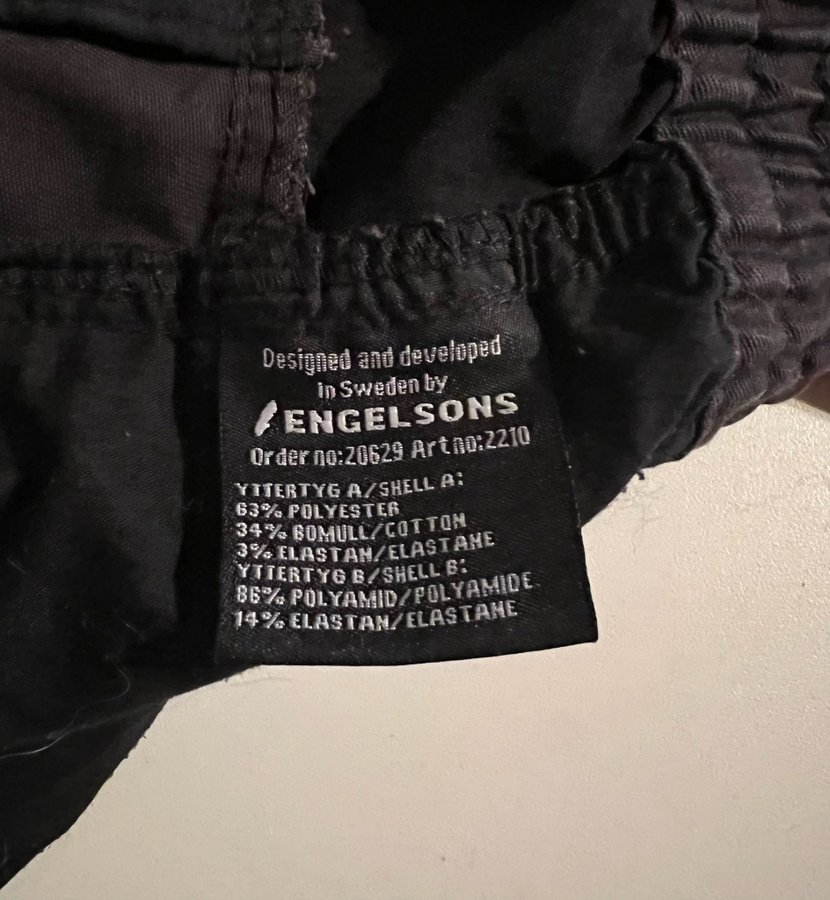 Designed and developed
in Sweden by
ENGELSONS
Order no:20629 Art no:2210
YTTERTYG A/SHELL A:
63% POLYESTER
34% BOMULL/COTTON
3% ELASTAN/ELASTANE
YTTERTYG B/SHELL B:
86% POLYAMID/POLYAMIDE
14% ELASTAN/ELASTANE